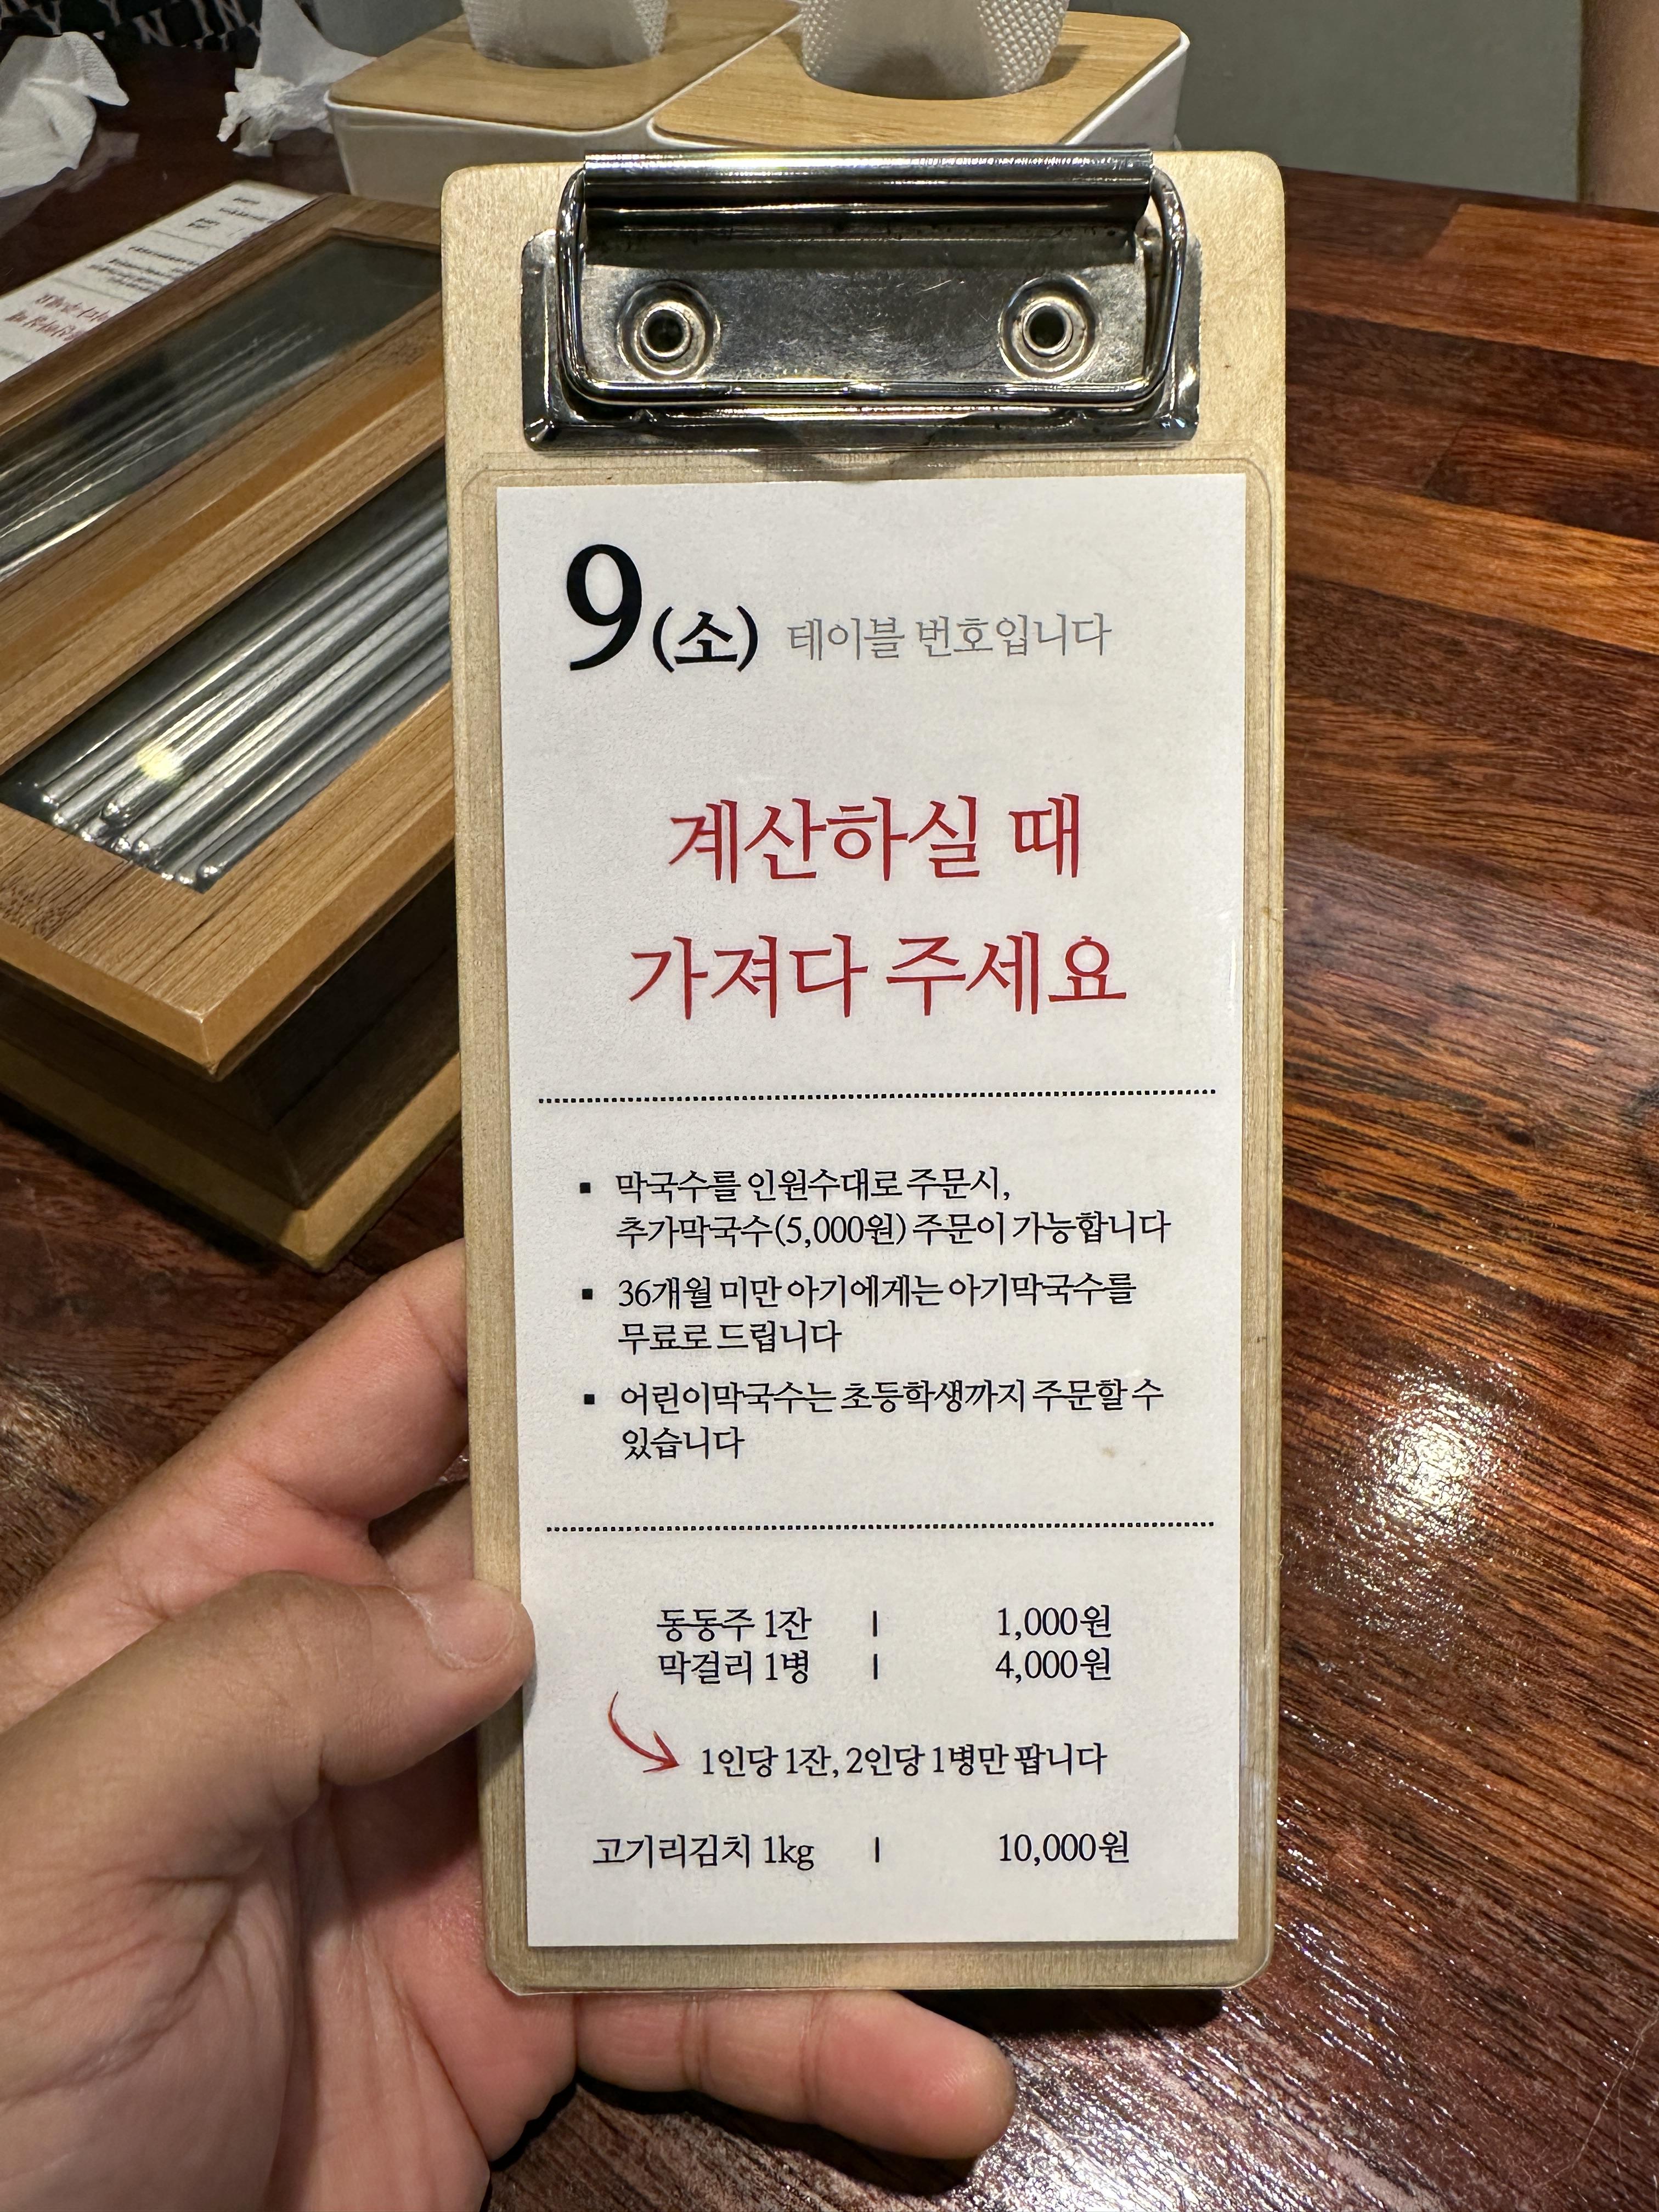 9(소) 테이블 번호입니다
계산하실 때
가져다 주세요
▪ 막국수를 인원수대로 주문시,
추가막국수(5,000원) 주문이 가능합니다
▪ 36개월 미만 아기에게는 아기막국수를
무료로 드립니다
▪ 어린이막국수는 초등학생까지 주문할 수
있습니다
동동주 1잔 | 1,000원
막걸리 1병 | 4,000원
1인당 1잔, 2인당 1병만 팝니다
고기리김치 1kg | 10,000원